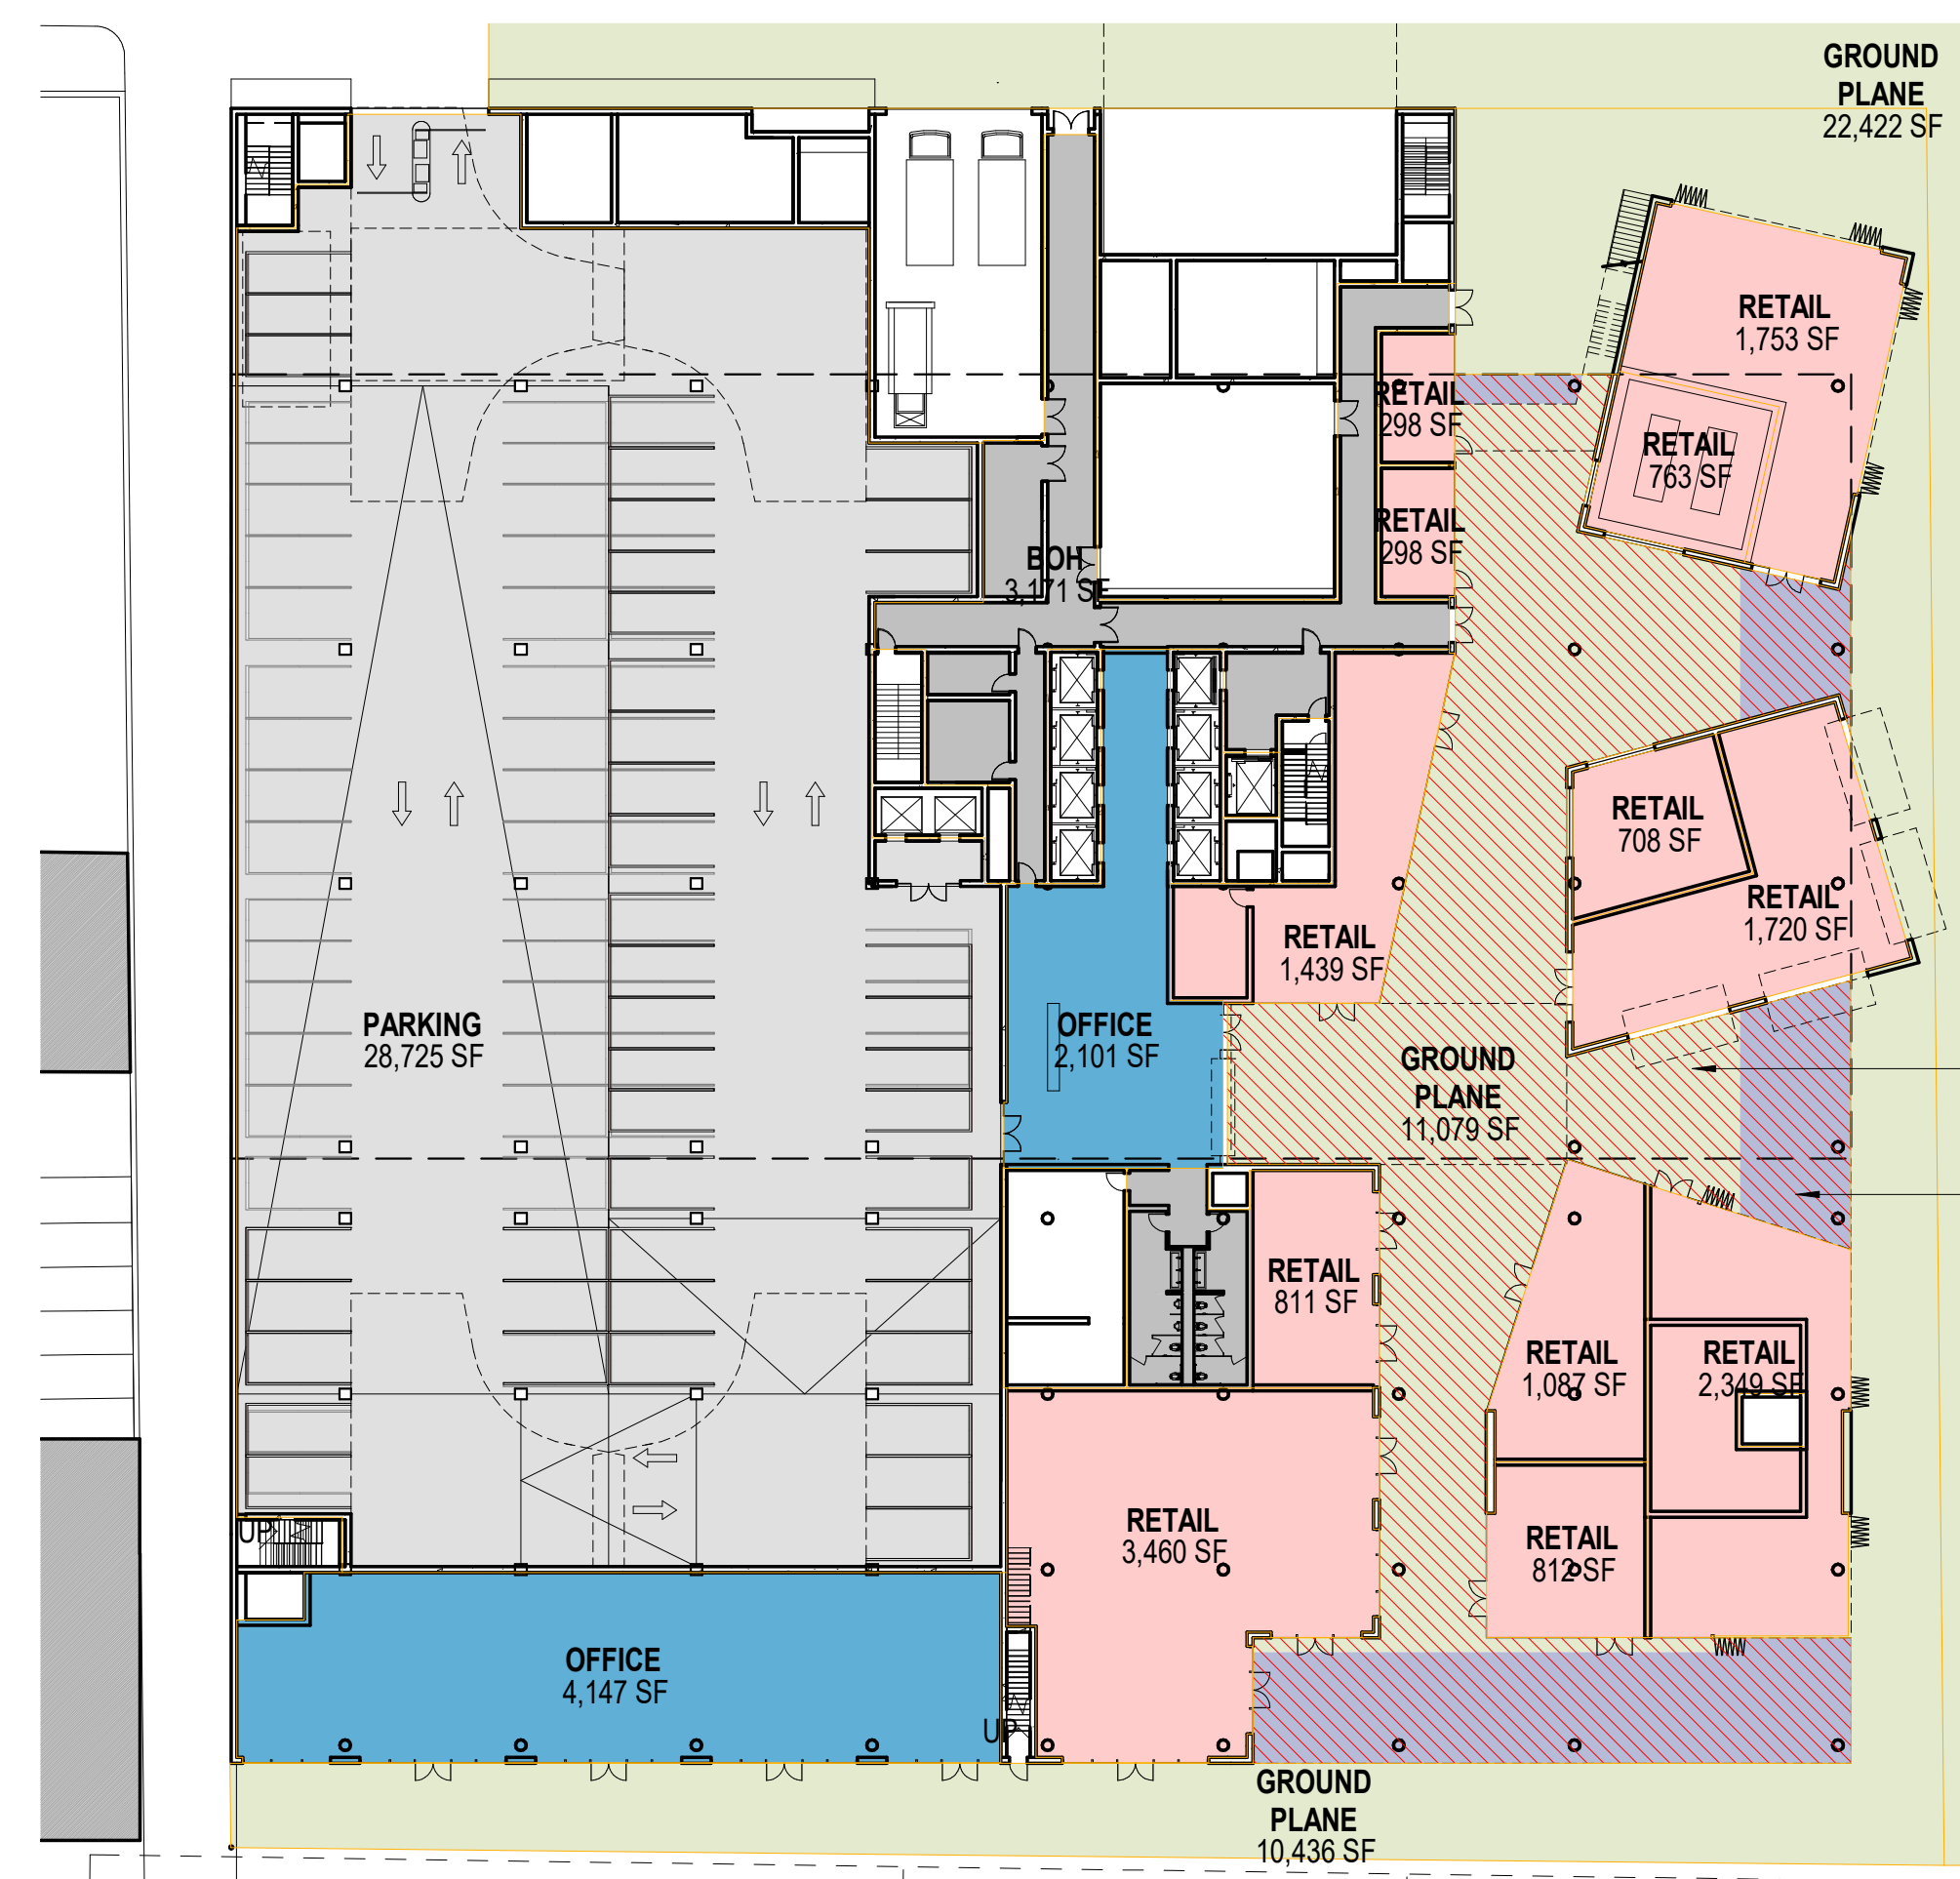 GROUND
PLANE
22,422 SF
RETAIL
1,753 SF
RETAIL
298 SF
RETAIL
763 SF
RETAIL
298 SF
BOH
3,171 SF
RETAIL
708 SF
RETAIL
1,720 SF
RETAIL
1,439 SF
PARKING
28,725 SF
OFFICE
2,101 SF
GROUND
PLANE
11,079 SF
RETAIL
811 SF
RETAIL
1,087 SF
RETAIL
2,349 SF
RETAIL
3,460 SF
RETAIL
812 SF
UP
OFFICE
4,147 SF
UP
GROUND
PLANE
10,436 SF